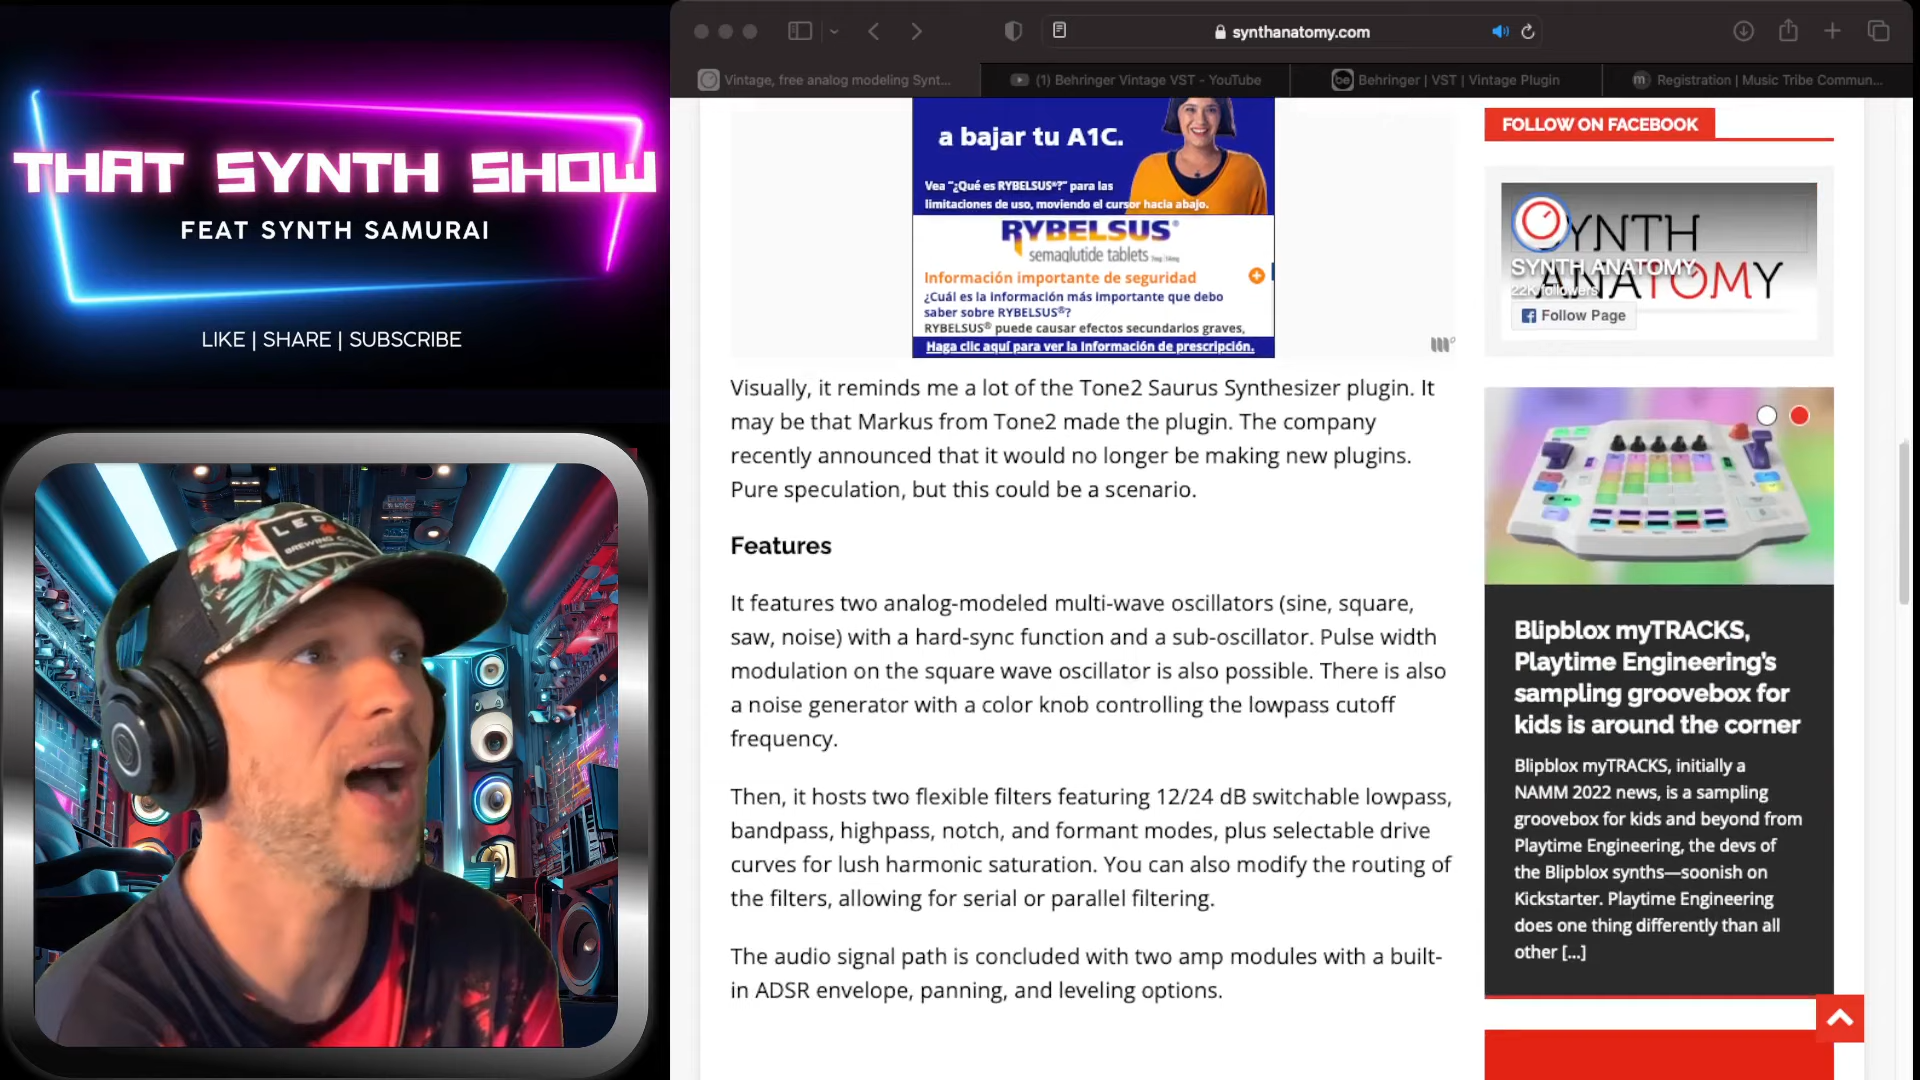 THAT SYNTH SHOW
FEAT SYNTH SAMURAI
LIKE | SHARE | SUBSCRIBE
synthanatomy.com
Vintage, free analog modeling Synt...
(1) Behringer Vintage VST - YouTube
be
Behringer | VST | Vintage Plugin
m
Registration | Music Tribe Commun...
a bajar tu A1C.
Vea "¿Qué es RYBELSUS®?" para las
limitaciones de uso, moviendo el cursor hacia abajo.
RYBELSUS®
semaglutide tablets
Información importante de seguridad
¿Cuál es la información más importante que debo
saber sobre RYBELSUS®?
RYBELSUS® puede causar efectos secundarios graves,
Haga clic aquí para ver la Información de prescripción.
Visually, it reminds me a lot of the Tone2 Saurus Synthesizer plugin. It
may be that Markus from Tone2 made the plugin. The company
recently announced that it would no longer be making new plugins.
Pure speculation, but this could be a scenario.
Features
It features two analog-modeled multi-wave oscillators (sine, square,
saw, noise) with a hard-sync function and a sub-oscillator. Pulse width
modulation on the square wave oscillator is also possible. There is also
a noise generator with a color knob controlling the lowpass cutoff
frequency.
Then, it hosts two flexible filters featuring 12/24 dB switchable lowpass,
bandpass, highpass, notch, and formant modes, plus selectable drive
curves for lush harmonic saturation. You can also modify the routing of
the filters, allowing for serial or parallel filtering.
The audio signal path is concluded with two amp modules with a built-
in ADSR envelope, panning, and leveling options.
FOLLOW ON FACEBOOK
SYNTH
ANATOMY
SYNTH ANATOMY
22K followers
Follow Page
Blipblox myTRACKS,
Playtime Engineering's
sampling groovebox for
kids is around the corner
Blipblox myTRACKS, initially a
NAMM 2022 news, is a sampling
groovebox for kids and beyond from
Playtime Engineering, the devs of
the Blipblox synths—soonish on
Kickstarter. Playtime Engineering
does one thing differently than all
other [...]